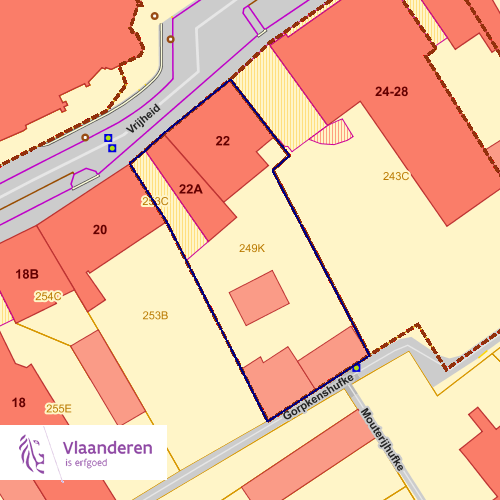 24-28
Vrijheid
22
243C
22A
253C
20
249K
18B
254C
253B
Gorpkenshufke
18
255E
Mouterijhufke
Vlaanderen
is erfgoed